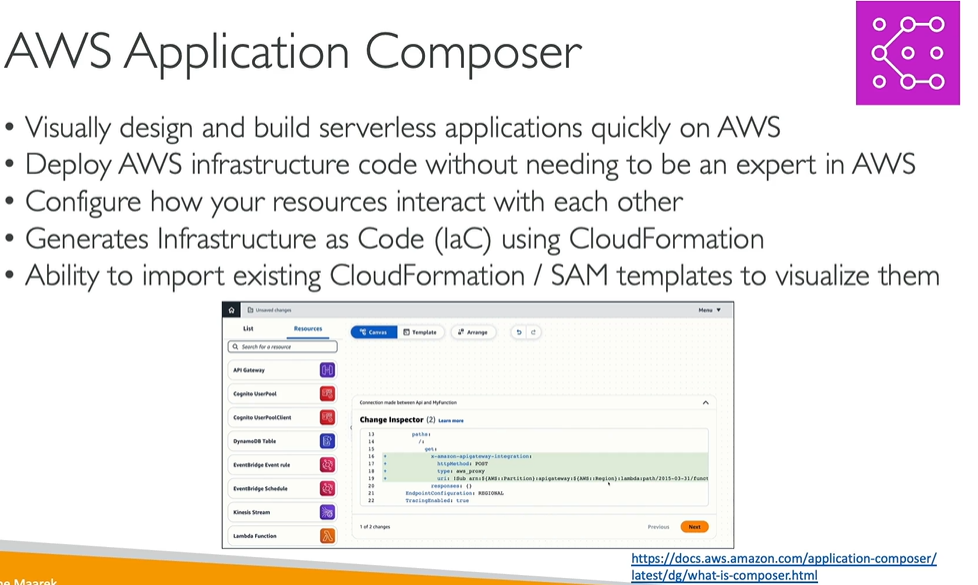 AWS Application Composer
• Visually design and build serverless applications quickly on AWS
• Deploy AWS infrastructure code without needing to be an expert in AWS
• Configure how your resources interact with each other
• Generates Infrastructure as Code (IaC) using CloudFormation
• Ability to import existing CloudFormation / SAM templates to visualize them
Unsaved changes
Menu ▼
List Resources
Canvas Template Arrange
Search for a resource
API Gateway
Cognito UserPool
Cognito UserPoolClient
DynamoDB Table
EventBridge Event rule
EventBridge Schedule
Kinesis Stream
Lambda Function
Connection made between Api and MyFunction
Change Inspector (2) Learn more
13 paths:
14 /:
15 get:
16 + x-amazon-apigateway-integration:
17 + httpMethod: POST
18 + type: aws_proxy
19 + uri: !Sub arn:${AWS::Partition}:apigateway:${AWS::Region}:lambda:path/2015-03-31/funct
20 responses: {}
21 EndpointConfiguration: REGIONAL
22 TracingEnabled: true
1 of 2 changes
Previous Next
https://docs.aws.amazon.com/application-composer/
latest/dg/what-is-composer.html
Maarek